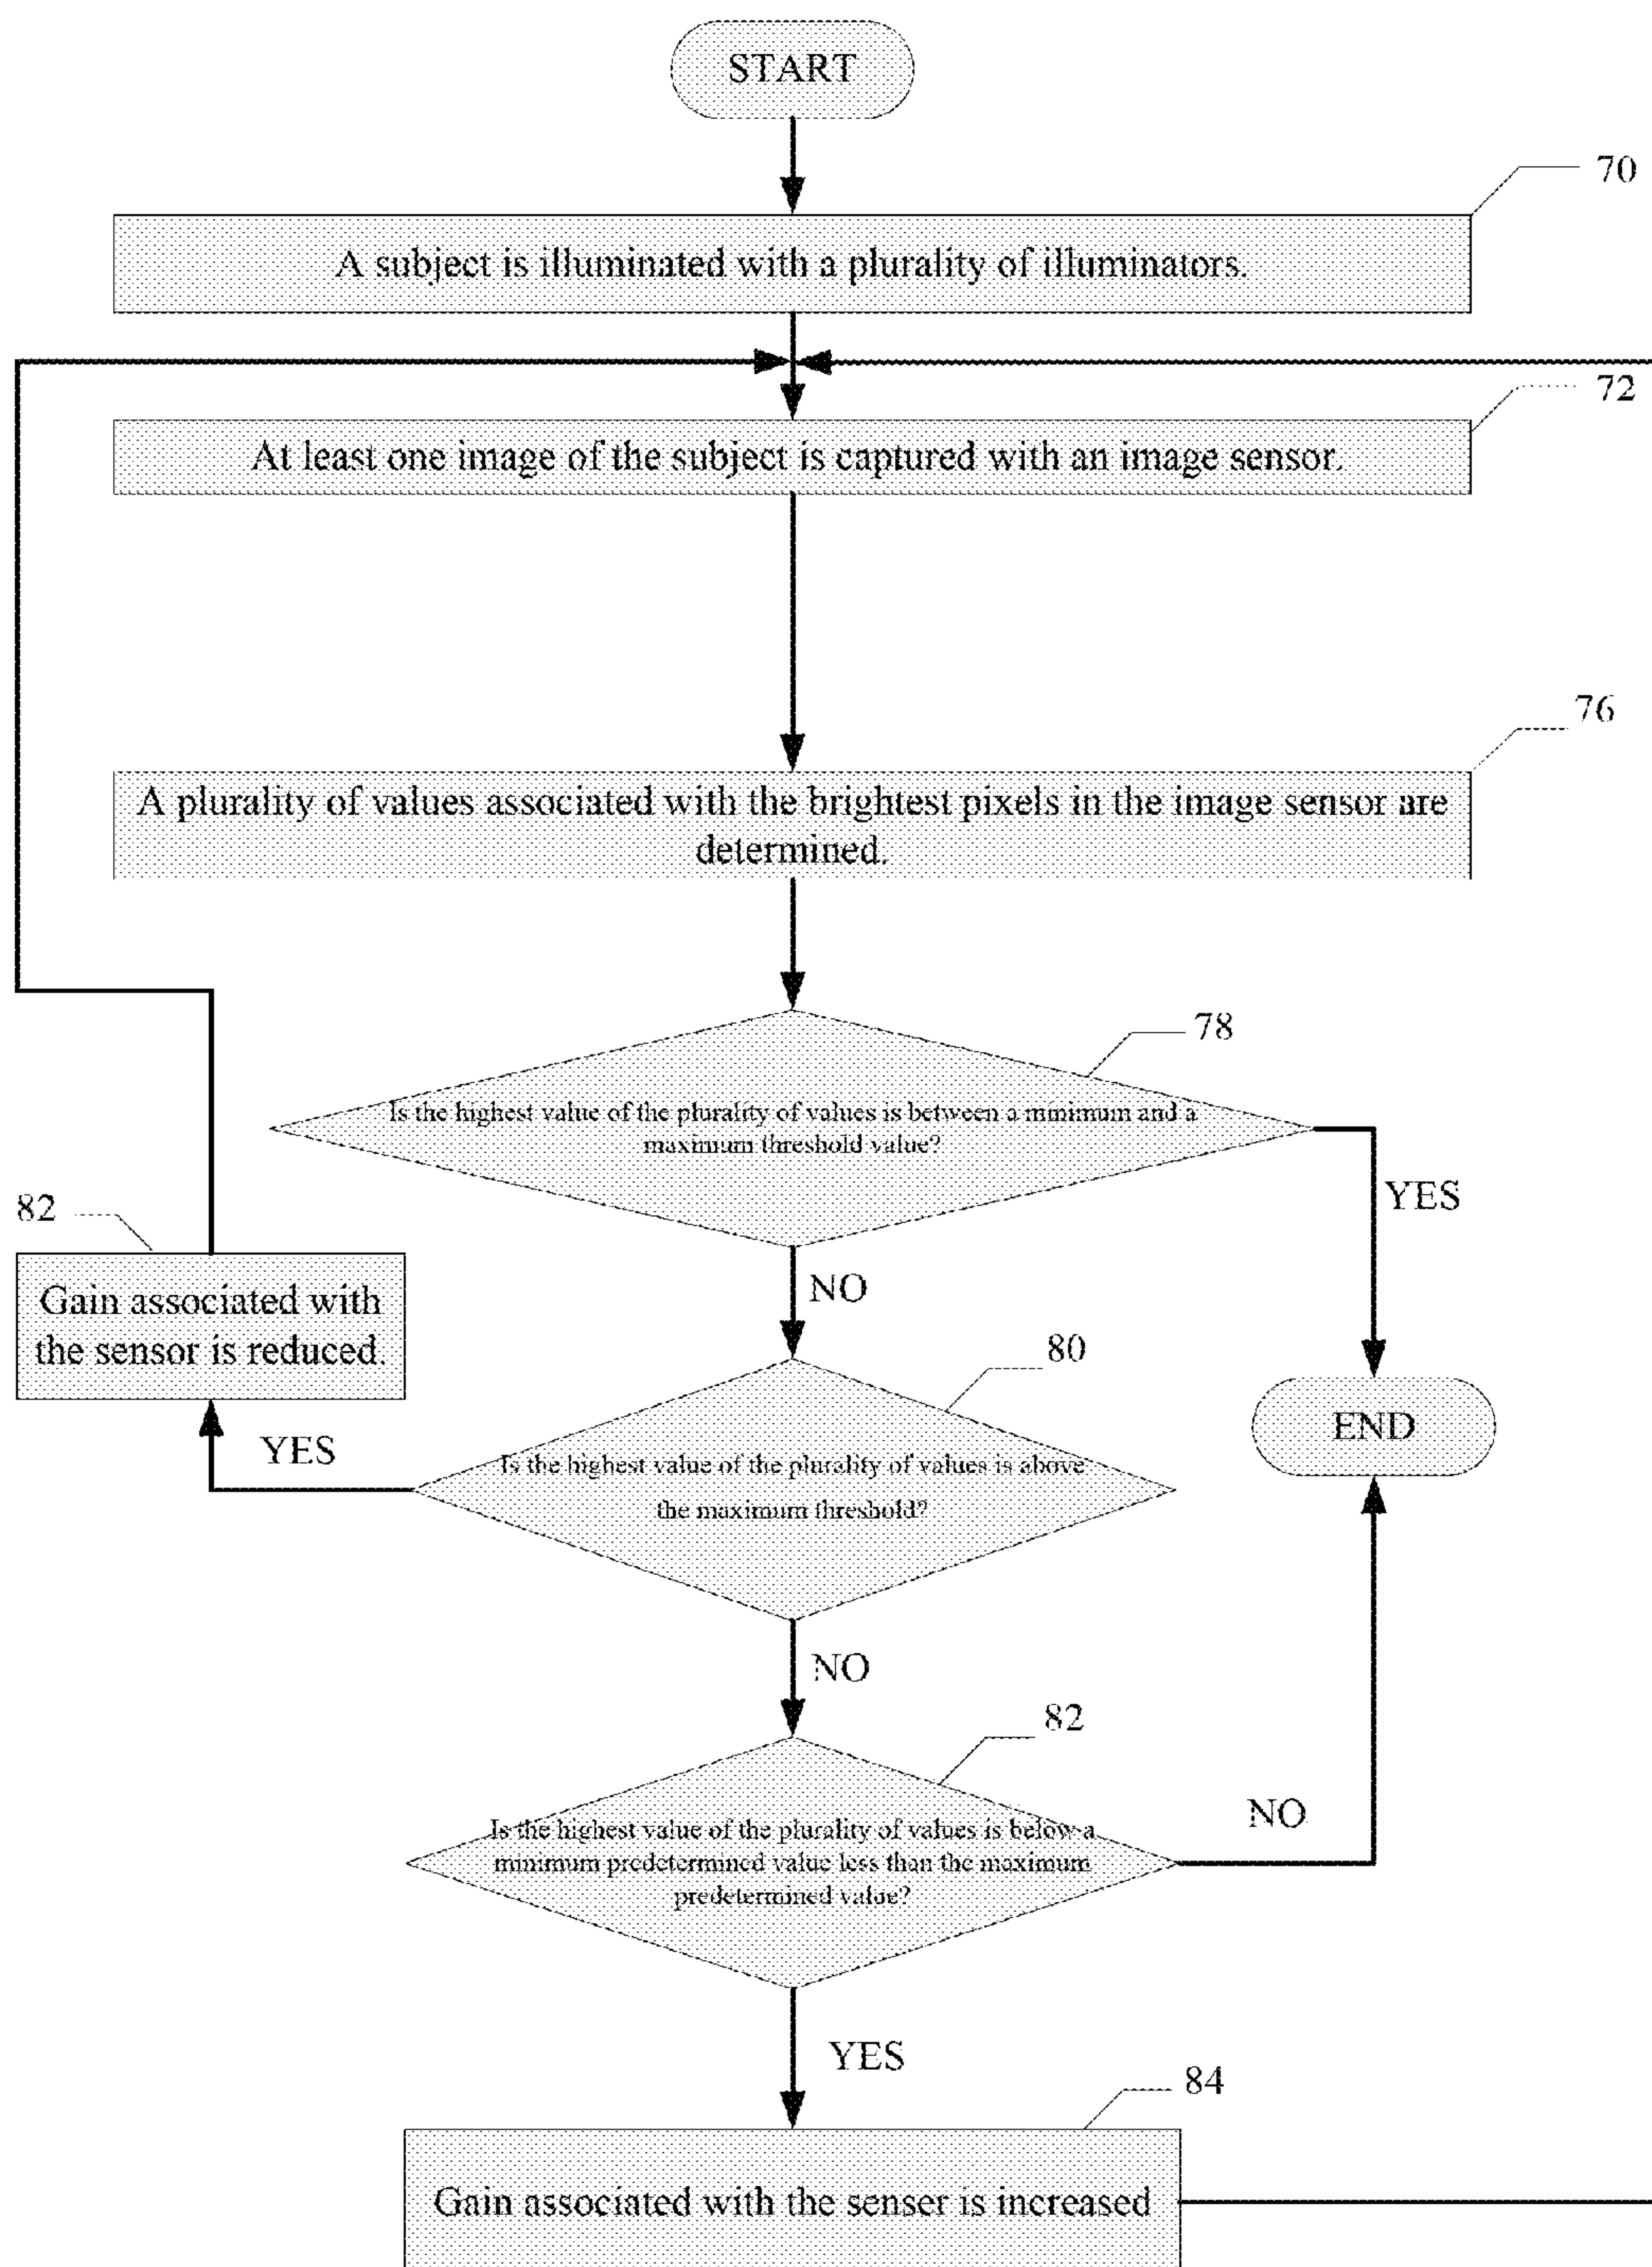 START
70
A subject is illuminated with a plurality of illuminators.
72
At least one image of the subject is captured with an image sensor.
76
A plurality of values associated with the brightest pixels in the image sensor are
determined.
78
Is the highest value of the plurality of values is between a minimum and a
maximum threshold value?
YES
82
Gain associated with
the sensor is reduced.
NO
80
END
YES
Is the highest value of the plurality of values is above
the maximum threshold?
NO
82
Is the highest value of the plurality of values is below a
minimum predetermined value less than the maximum
predetermined value?
NO
YES
84
Gain associated with the senser is increased